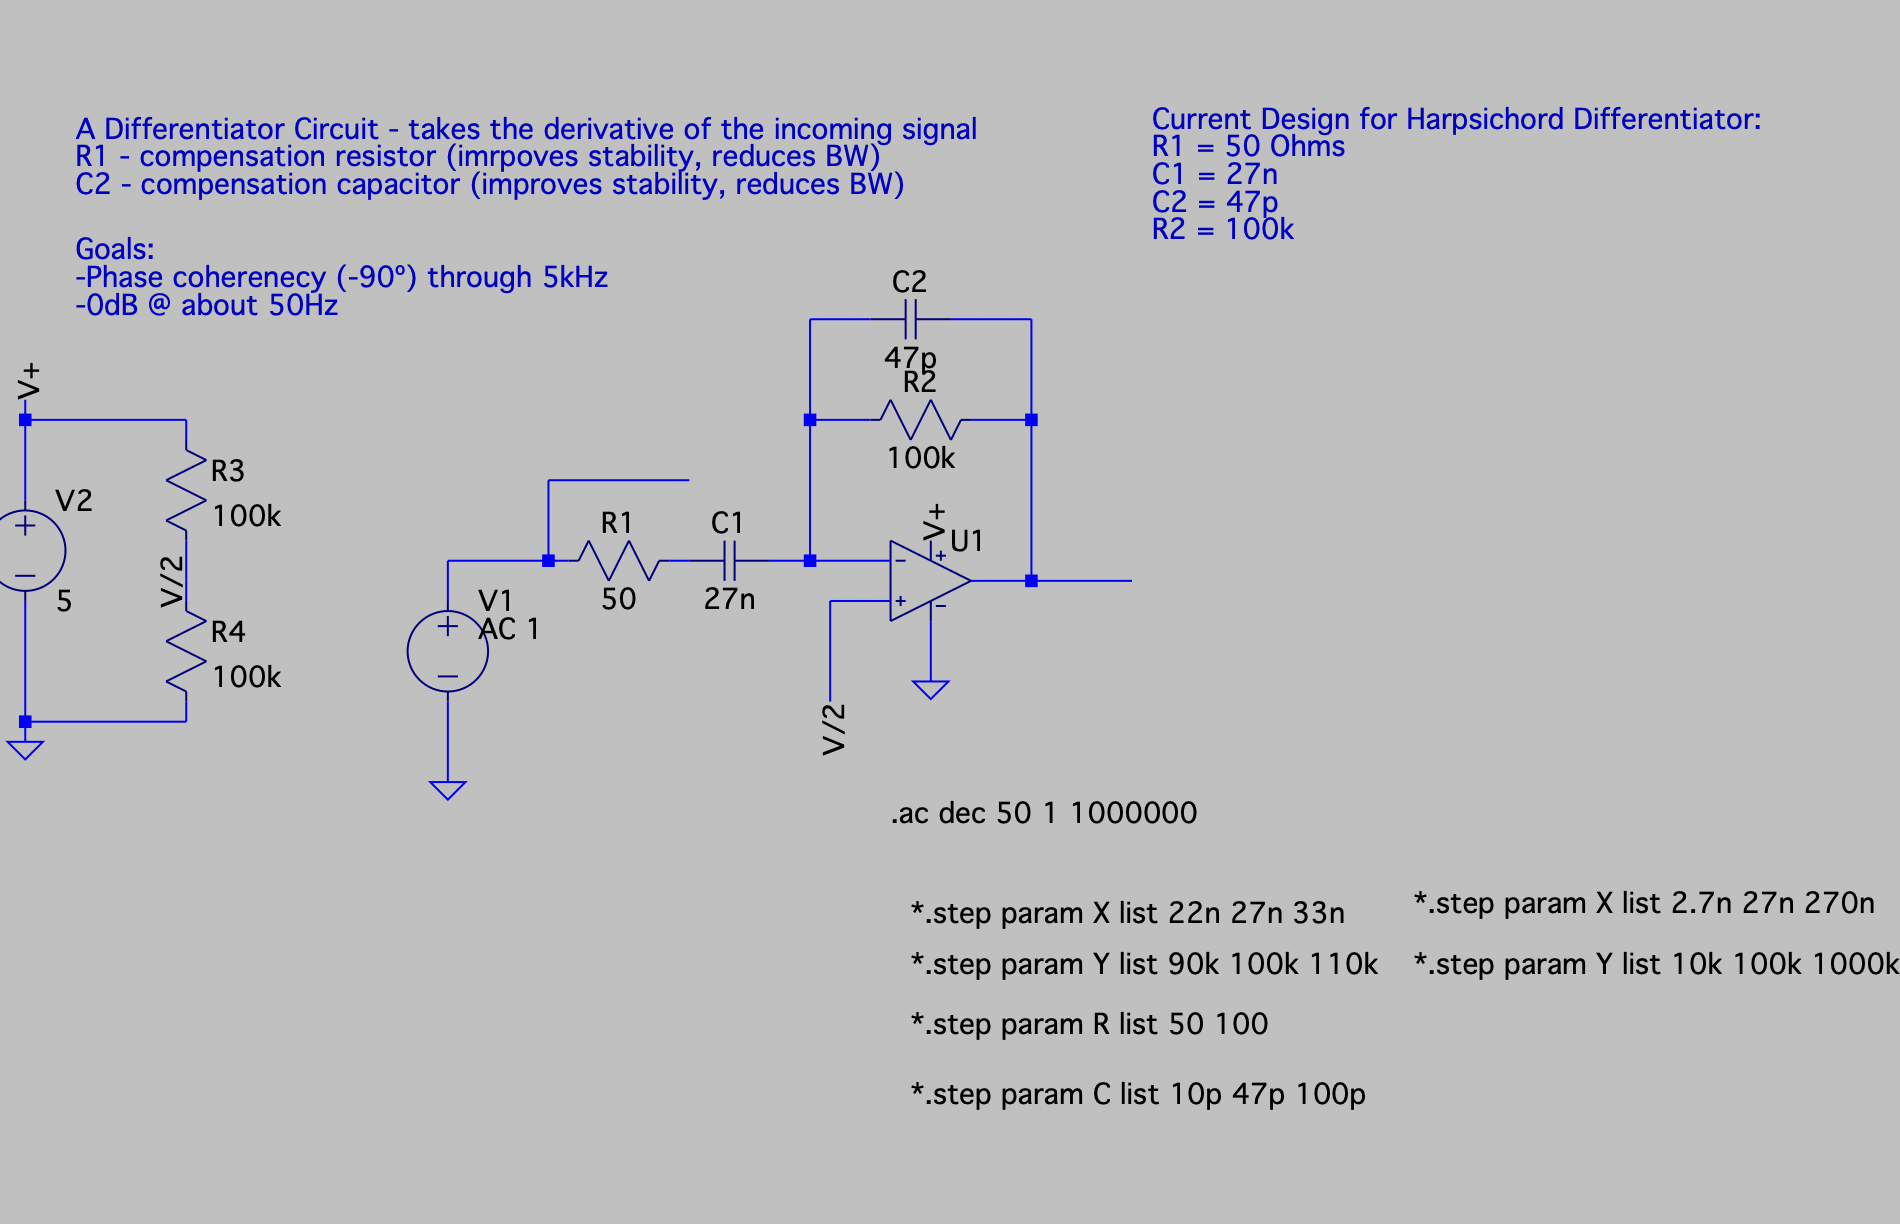 A Differentiator Circuit - takes the derivative of the incoming signal
R1 - compensation resistor (imrpoves stability, reduces BW)
C2 - compensation capacitor (improves stability, reduces BW)
Goals:
-Phase coherenecy (-90º) through 5kHz
-0dB @ about 50Hz
Current Design for Harpsichord Differentiator:
R1 = 50 Ohms
C1 = 27n
C2 = 47p
R2 = 100k
C2
47p
R2
100k
V+
V2
5
R3
100k
V/2
R4
100k
R1
50
C1
27n
V+
U1
V1
AC 1
V/2
.ac dec 50 1 1000000
*.step param X list 22n 27n 33n
*.step param X list 2.7n 27n 270n
*.step param Y list 90k 100k 110k
*.step param Y list 10k 100k 1000k
*.step param R list 50 100
*.step param C list 10p 47p 100p